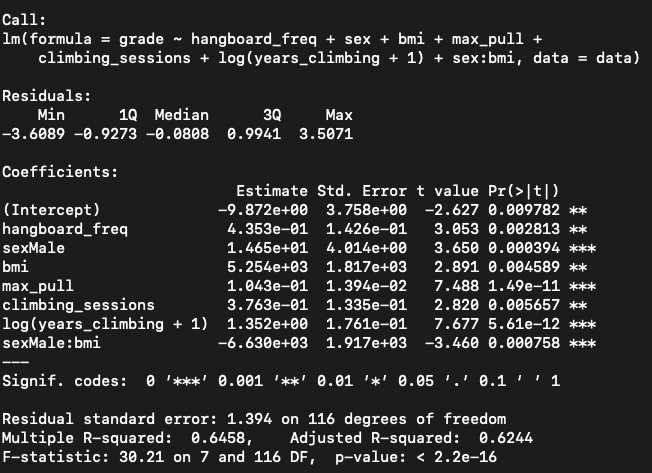 Call:
lm(formula = grade ~ hangboard_freq + sex + bmi + max_pull +
    climbing_sessions + log(years_climbing + 1) + sex:bmi, data = data)
Residuals:
    Min      1Q  Median      3Q     Max
-3.6089 -0.9273 -0.0808  0.9941  3.5071
Coefficients:
                          Estimate Std. Error t value Pr(>|t|)
(Intercept)             -9.872e+00  3.758e+00  -2.627 0.009782 **
hangboard_freq           4.353e-01  1.426e-01   3.053 0.002813 **
sexMale                  1.465e+01  4.014e+00   3.650 0.000394 ***
bmi                      5.254e+03  1.817e+03   2.891 0.004589 **
max_pull                 1.043e-01  1.394e-02   7.488 1.49e-11 ***
climbing_sessions        3.763e-01  1.335e-01   2.820 0.005657 **
log(years_climbing + 1)  1.352e+00  1.761e-01   7.677 5.61e-12 ***
sexMale:bmi             -6.630e+03  1.917e+03  -3.460 0.000758 ***
---
Signif. codes:  0 ‘***’ 0.001 ‘**’ 0.01 ‘*’ 0.05 ‘.’ 0.1 ‘ ’ 1
Residual standard error: 1.394 on 116 degrees of freedom
Multiple R-squared:  0.6458,    Adjusted R-squared:  0.6244
F-statistic: 30.21 on 7 and 116 DF,  p-value: < 2.2e-16